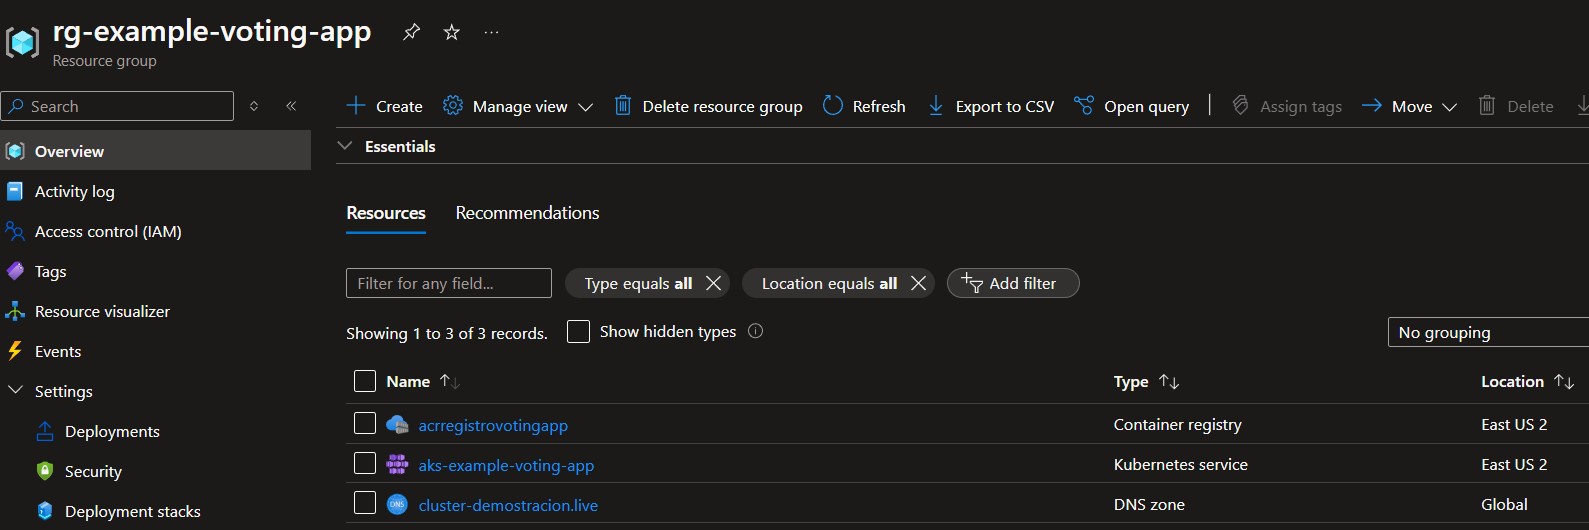 rg-example-voting-app
Resource group
Search
Create Manage view Delete resource group Refresh Export to CSV Open query Assign tags Move Delete
Overview
Activity log
Access control (IAM)
Tags
Resource visualizer
Events
Settings
Deployments
Security
Deployment stacks
Essentials
Resources Recommendations
Filter for any field... Type equals all Location equals all Add filter
Showing 1 to 3 of 3 records. Show hidden types No grouping
Name Type Location
acrregistrovotingapp Container registry East US 2
aks-example-voting-app Kubernetes service East US 2
DNS cluster-demostracion.live DNS zone Global